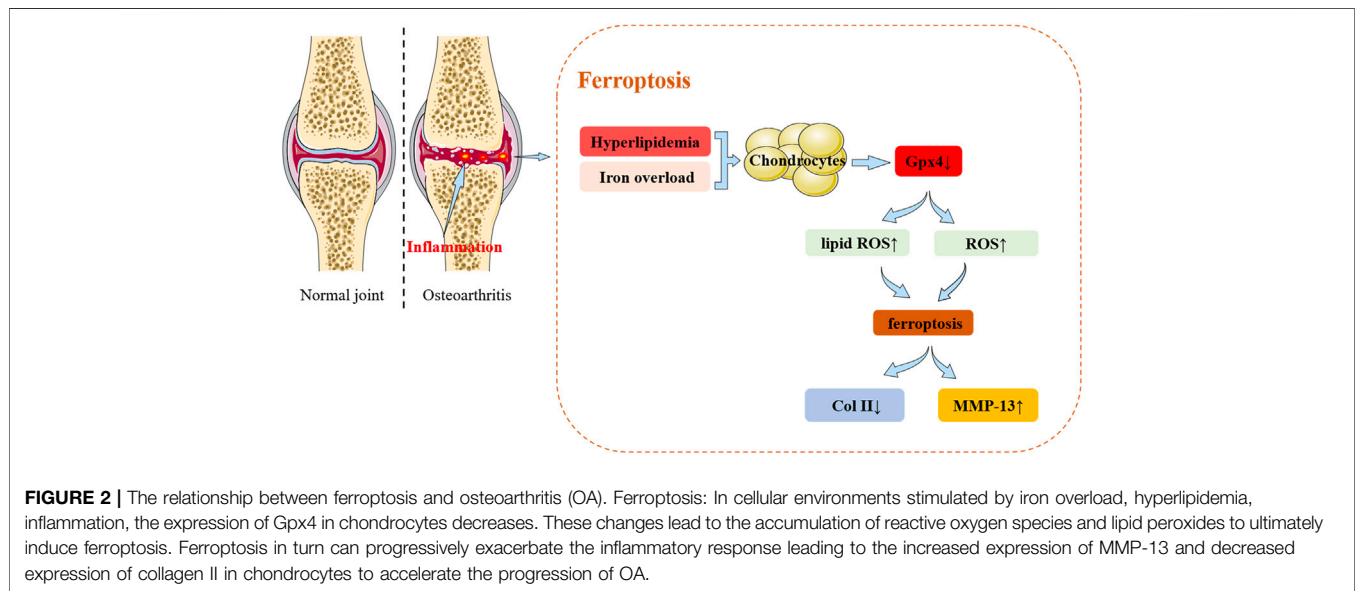 Ferroptosis
Hyperlipidemia
Iron overload
Chondrocytes
Gpx4↓
lipid ROS↑
ROS↑
ferroptosis
Col II↓
MMP-13↑
Inflammation
Normal joint
Osteoarthritis
FIGURE 2 | The relationship between ferroptosis and osteoarthritis (OA). Ferroptosis: In cellular environments stimulated by iron overload, hyperlipidemia,
inflammation, the expression of Gpx4 in chondrocytes decreases. These changes lead to the accumulation of reactive oxygen species and lipid peroxides to ultimately
induce ferroptosis. Ferroptosis in turn can progressively exacerbate the inflammatory response leading to the increased expression of MMP-13 and decreased
expression of collagen II in chondrocytes to accelerate the progression of OA.